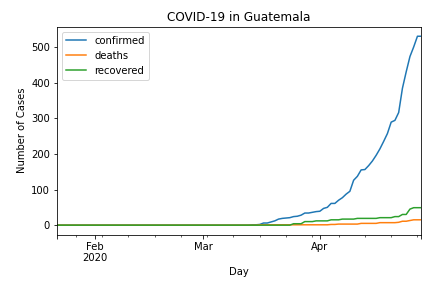 COVID-19 in Guatemala
confirmed
deaths
recovered
Number of Cases
500
400
300
200
100
0
Feb
2020
Mar
Apr
Day